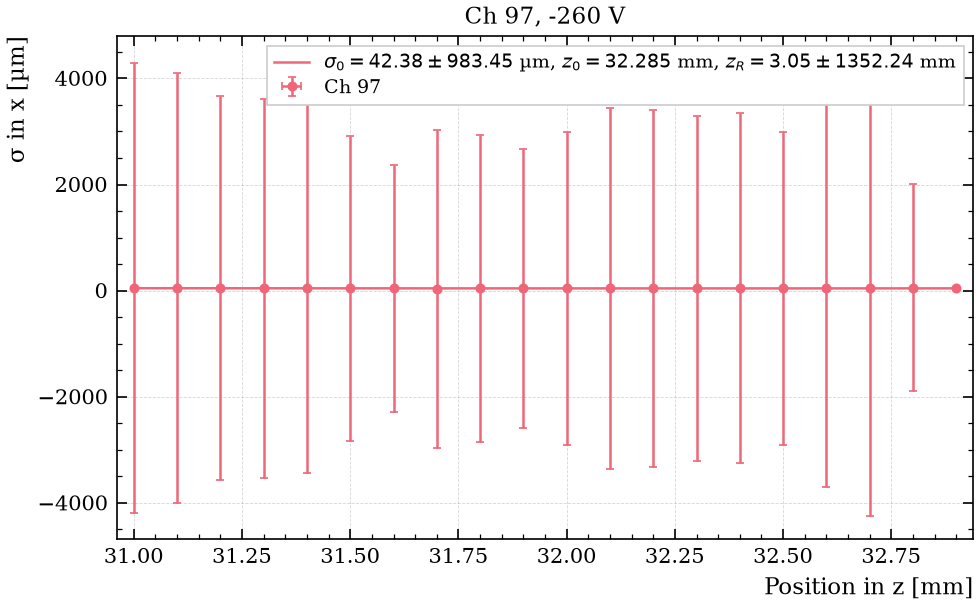 Ch 97, -260 V
σ in x [µm]
σ₀ = 42.38 ± 983.45 µm, z₀ = 32.285 mm, z_R = 3.05 ± 1352.24 mm
Ch 97
4000
2000
0
−2000
−4000
31.00 31.25 31.50 31.75 32.00 32.25 32.50 32.75
Position in z [mm]